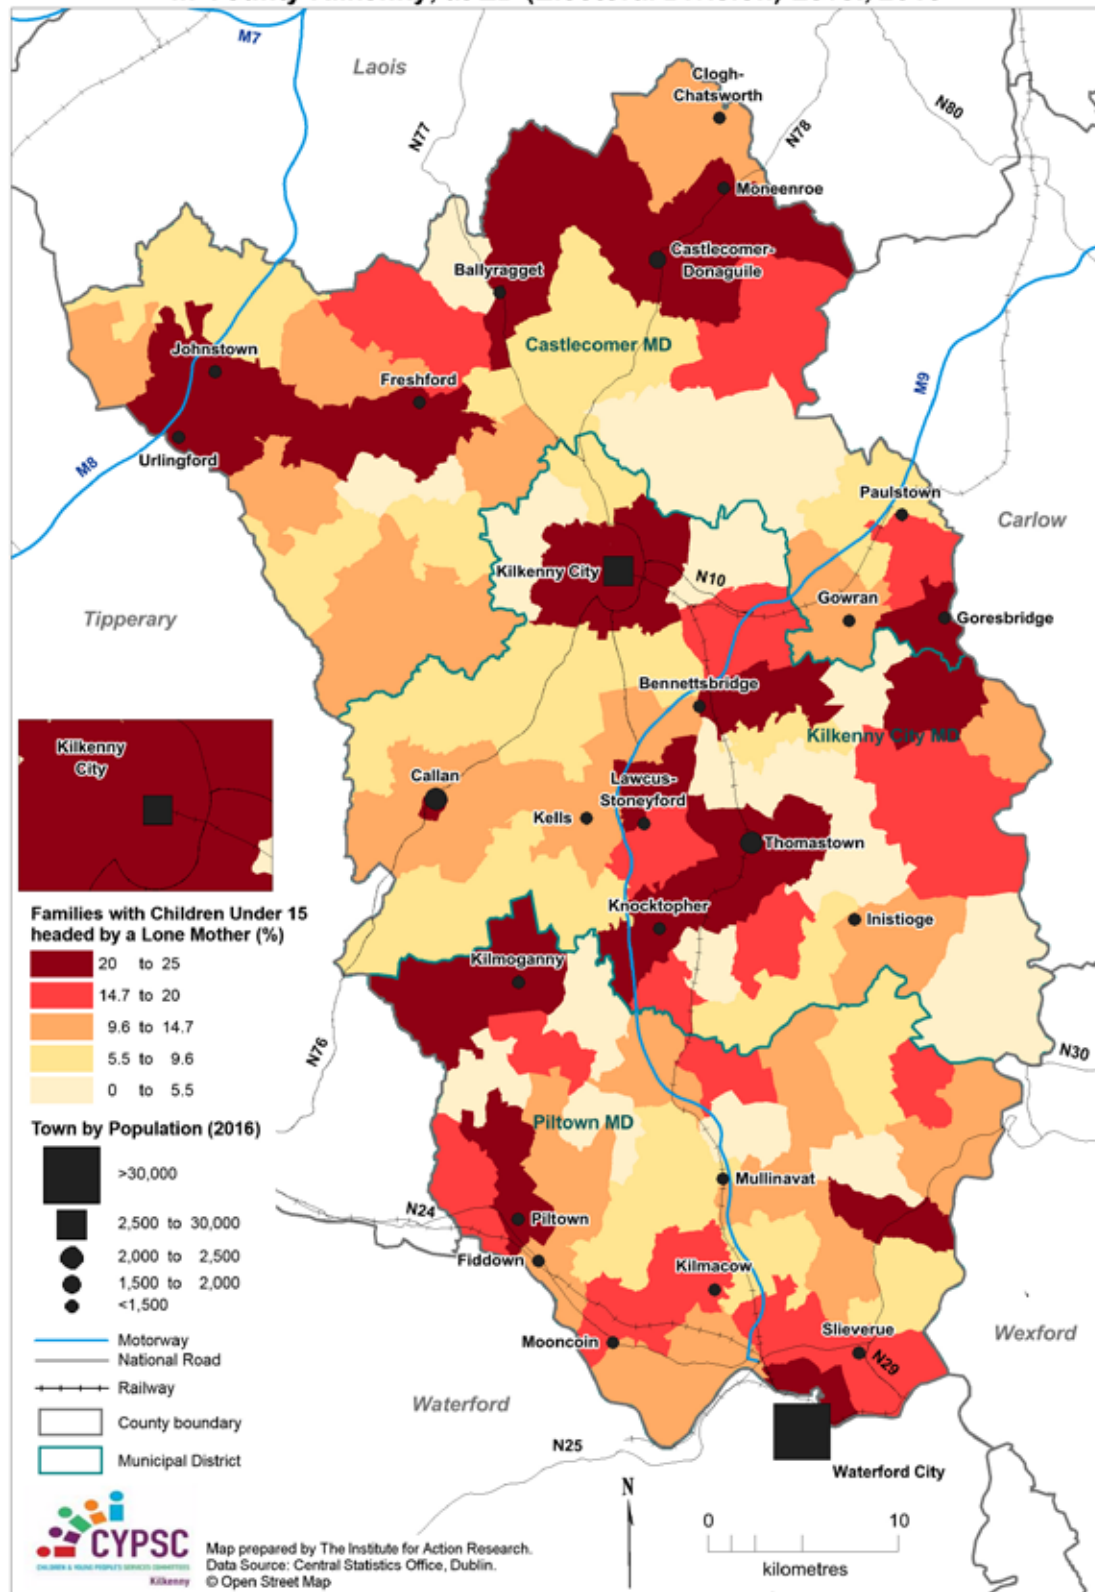 M7
Laois
N77
Clogh-
Chatsworth
N78
N80
Moneenroe
Castlecomer-
Donaguile
Ballyragget
Castlecomer MD
Johnstown
Freshford
M9
Urlingford
M8
Paulstown
Carlow
Kilkenny City
N10
Gowran
Goresbridge
Tipperary
Bennettsbridge
Kilkenny City MD
Kilkenny
City
Callan
Lawcus-
Stoneyford
Kells
Thomastown
Knocktopher
Inistioge
Kilmoganny
Families with Children Under 15
headed by a Lone Mother (%)
20 to 25
14.7 to 20
9.6 to 14.7
5.5 to 9.6
0 to 5.5
N76
N30
Piltown MD
Town by Population (2016)
>30,000
2,500 to 30,000
2,000 to 2,500
1,500 to 2,000
<1,500
Mullinavat
N24
Piltown
Fiddown
Kilmacow
Mooncoin
Slieverue
N29
Wexford
Motorway
National Road
Railway
County boundary
Municipal District
Waterford
N25
Waterford City
N
0 10
kilometres
CYPSC
CHILDREN & YOUNG PEOPLE'S SERVICES COMMITTEES
Kilkenny
Map prepared by The Institute for Action Research.
Data Source: Central Statistics Office, Dublin.
© Open Street Map